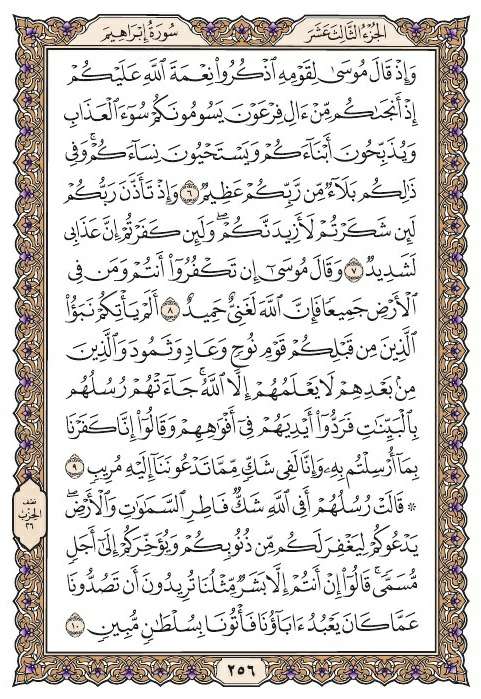 الجزء الثالث عشر
سورة إبراهيم
وَإِذۡ قَالَ مُوسَىٰ لِقَوۡمِهِ ٱذۡكُرُواْ نِعۡمَةَ ٱللَّهِ عَلَيۡكُمۡ
إِذۡ أَنجَىٰكُم مِّنۡ ءَالِ فِرۡعَوۡنَ يَسُومُونَكُمۡ سُوٓءَ ٱلۡعَذَابِ
وَيُذَبِّحُونَ أَبۡنَآءَكُمۡ وَيَسۡتَحۡيُونَ نِسَآءَكُمۡۚ وَفِي
ذَٰلِكُم بَلَآءٞ مِّن رَّبِّكُمۡ عَظِيمٞ ٦ وَإِذۡ تَأَذَّنَ رَبُّكُمۡ
لَئِن شَكَرۡتُمۡ لَأَزِيدَنَّكُمۡۖ وَلَئِن كَفَرۡتُمۡ إِنَّ عَذَابِي
لَشَدِيدٞ ٧ وَقَالَ مُوسَىٰٓ إِن تَكۡفُرُوٓاْ أَنتُمۡ وَمَن فِي
ٱلۡأَرۡضِ جَمِيعٗا فَإِنَّ ٱللَّهَ لَغَنِيٌّ حَمِيدٌ ٨ أَلَمۡ يَأۡتِكُمۡ نَبَؤُاْ
ٱلَّذِينَ مِن قَبۡلِكُمۡ قَوۡمِ نُوحٖ وَعَادٖ وَثَمُودَ وَٱلَّذِينَ
مِنۢ بَعۡدِهِمۡ لَا يَعۡلَمُهُمۡ إِلَّا ٱللَّهُۚ جَآءَتۡهُمۡ رُسُلُهُم
بِٱلۡبَيِّنَٰتِ فَرَدُّوٓاْ أَيۡدِيَهُمۡ فِيٓ أَفۡوَٰهِهِمۡ وَقَالُوٓاْ إِنَّا كَفَرۡنَا
بِمَآ أُرۡسِلۡتُم بِهِۦ وَإِنَّا لَفِي شَكّٖ مِّمَّا تَدۡعُونَنَآ إِلَيۡهِ مُرِيبٖ ٩
۞ قَالَتۡ رُسُلُهُمۡ أَفِي ٱللَّهِ شَكّٞ فَاطِرِ ٱلسَّمَٰوَٰتِ وَٱلۡأَرۡضِۖ
يَدۡعُوكُمۡ لِيَغۡفِرَ لَكُم مِّن ذُنُوبِكُمۡ وَيُؤَخِّرَكُمۡ إِلَىٰٓ أَجَلٖ
مُّسَمّٗىۚ قَالُوٓاْ إِنۡ أَنتُمۡ إِلَّا بَشَرٞ مِّثۡلُنَا تُرِيدُونَ أَن تَصُدُّونَا
عَمَّا كَانَ يَعۡبُدُ ءَابَآؤُنَا فَأۡتُونَا بِسُلۡطَٰنٖ مُّبِينٖ ١٠
نصف
الحزب
٢٦
٢٥٦